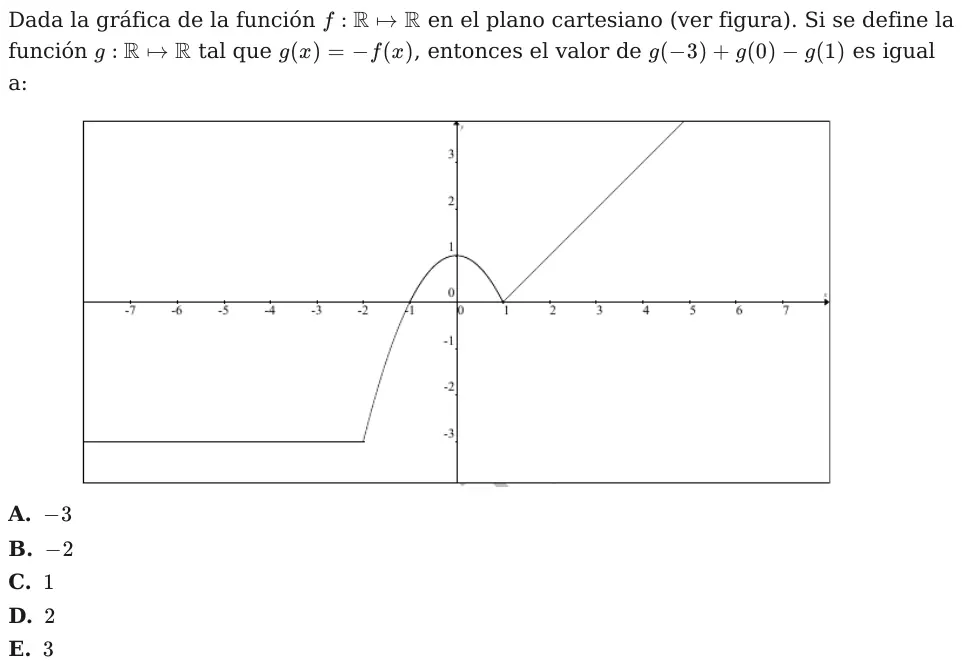 Dada la gráfica de la función f : ℝ ↦ ℝ en el plano cartesiano (ver figura). Si se define la
función g : ℝ ↦ ℝ tal que g(x) = −f(x), entonces el valor de g(−3) + g(0) − g(1) es igual
a:
3
2
1
0
-7 -6 -5 -4 -3 -2 -1 0 1 2 3 4 5 6 7
-1
-2
-3
A. −3
B. −2
C. 1
D. 2
E. 3